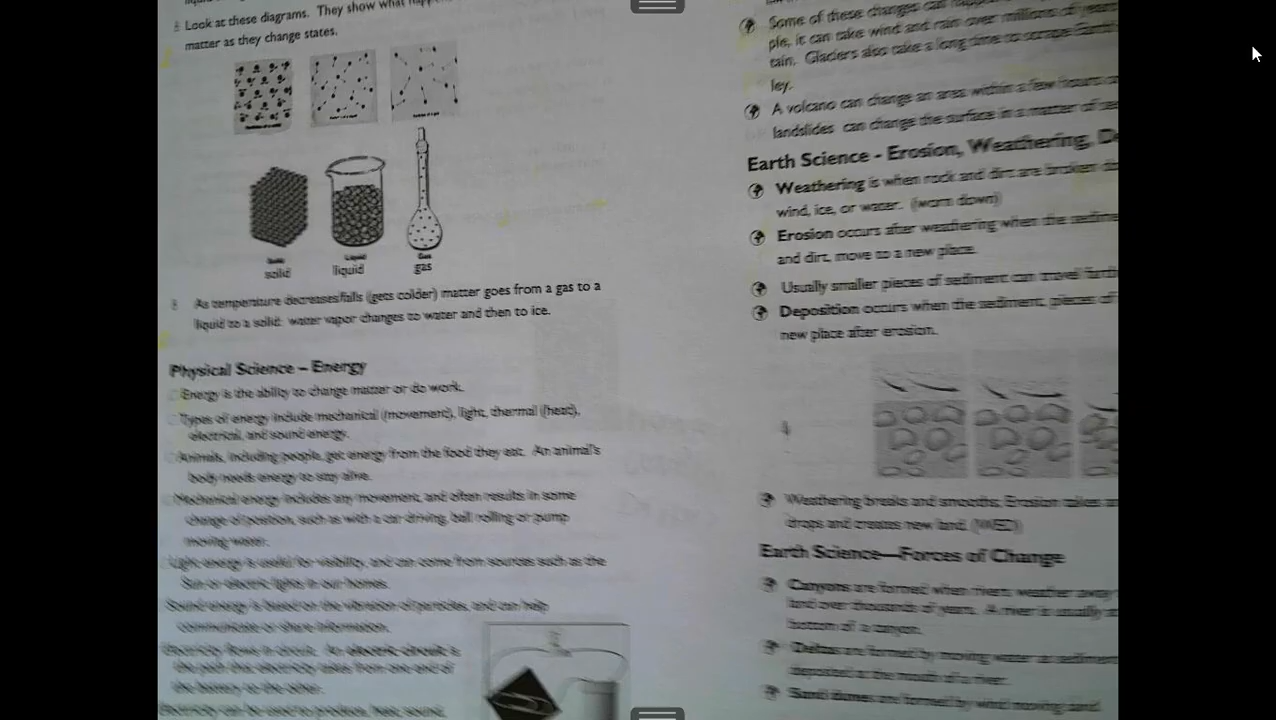 Look at these diagrams. They show what
matter as they change states.
solid
liquid
gas
As temperature decreases/falls (gets colder) matter goes from a gas to a
liquid to a solid: water vapor changes to water and then to ice.
Physical Science – Energy
Energy is the ability to change matter or do work.
Types of energy include mechanical (movement), light, thermal (heat),
electrical, and sound energy.
Animals, including people, get energy from the food they eat. An animal's
body needs energy to stay alive.
Mechanical energy includes any movement, and often results in some
change of position, such as with a car driving, ball rolling or pump
moving water.
Light energy is useful for visibility, and can come from sources such as the
Sun or electric lights in our homes.
Sound energy is based on the vibration of particles, and can help
communicate or share information.
Electricity flows in circuits. An electric circuit is
the path that electricity takes from one end of
the battery to the other.
Electricity can be used to produce, heat, sound,
Some of these changes can
ple, it can take wind and rain over millions of years
tain. Glaciers also take a long time to
ley.
A volcano can change an area within a few hours
landslides can change the surface in a matter of
Earth Science - Erosion, Weathering,
Weathering is when rock and dirt are broken
wind, ice, or water. (worn down)
Erosion occurs after weathering when the
and dirt, move to a new place.
Usually smaller pieces of sediment can travel
Deposition occurs when the sediment, pieces of
new place after erosion.
Weathering breaks and smooths, Erosion takes
drops and creates new land. (WED)
Earth Science—Forces of Change
Canyons are formed when rivers weather away
land over thousands of years. A river is usually
bottom of a canyon.
Deltas are formed by moving water as sediment
deposited at the mouth of a river.
Sand dunes are formed by wind moving sand.